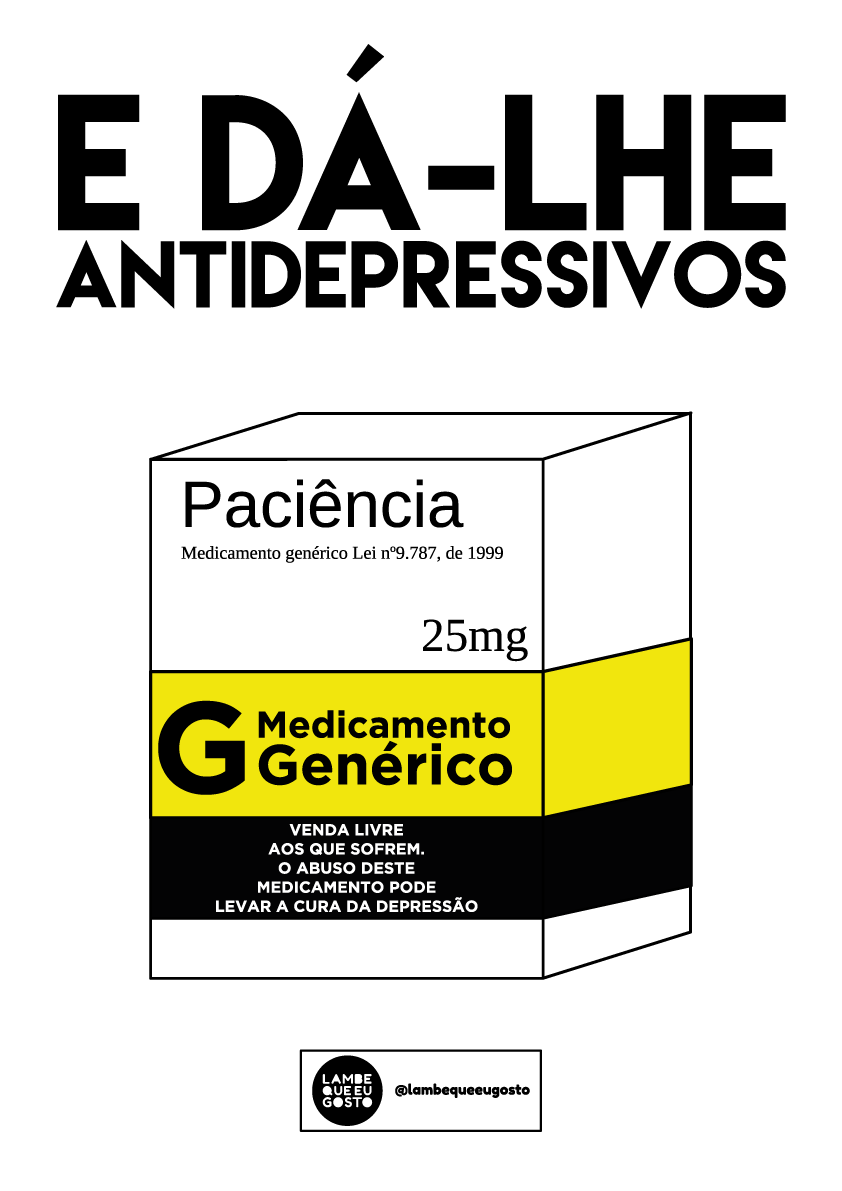 E DÁ-LHE
ANTIDEPRESSIVOS
Paciência
Medicamento genérico Lei nº9.787, de 1999
25mg
G Medicamento
Genérico
VENDA LIVRE
AOS QUE SOFREM.
O ABUSO DESTE
MEDICAMENTO PODE
LEVAR A CURA DA DEPRESSÃO
LAMBE
QUE EU
GOSTO
@lambequeeugosto